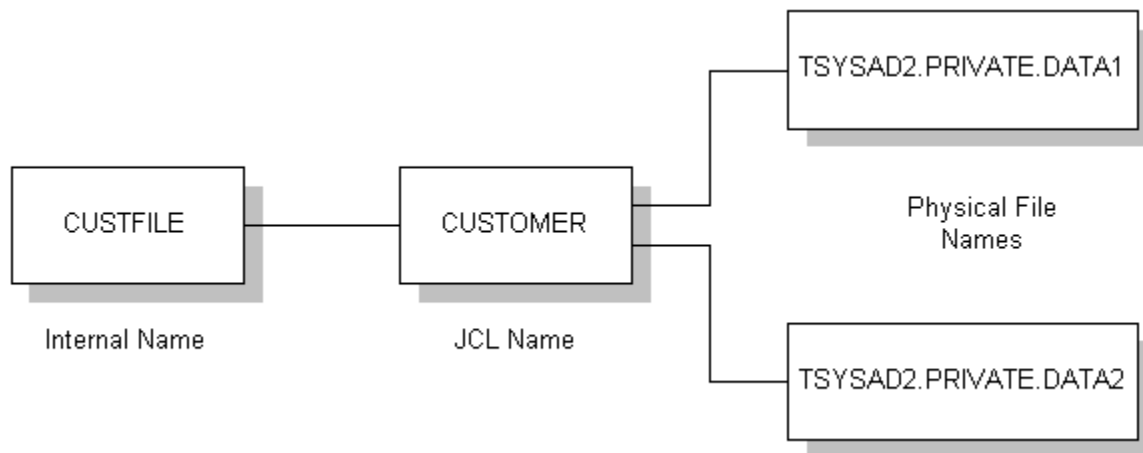 TSYSAD2.PRIVATE.DATA1
CUSTFILE
CUSTOMER
Physical File
Names
Internal Name
JCL Name
TSYSAD2.PRIVATE.DATA2